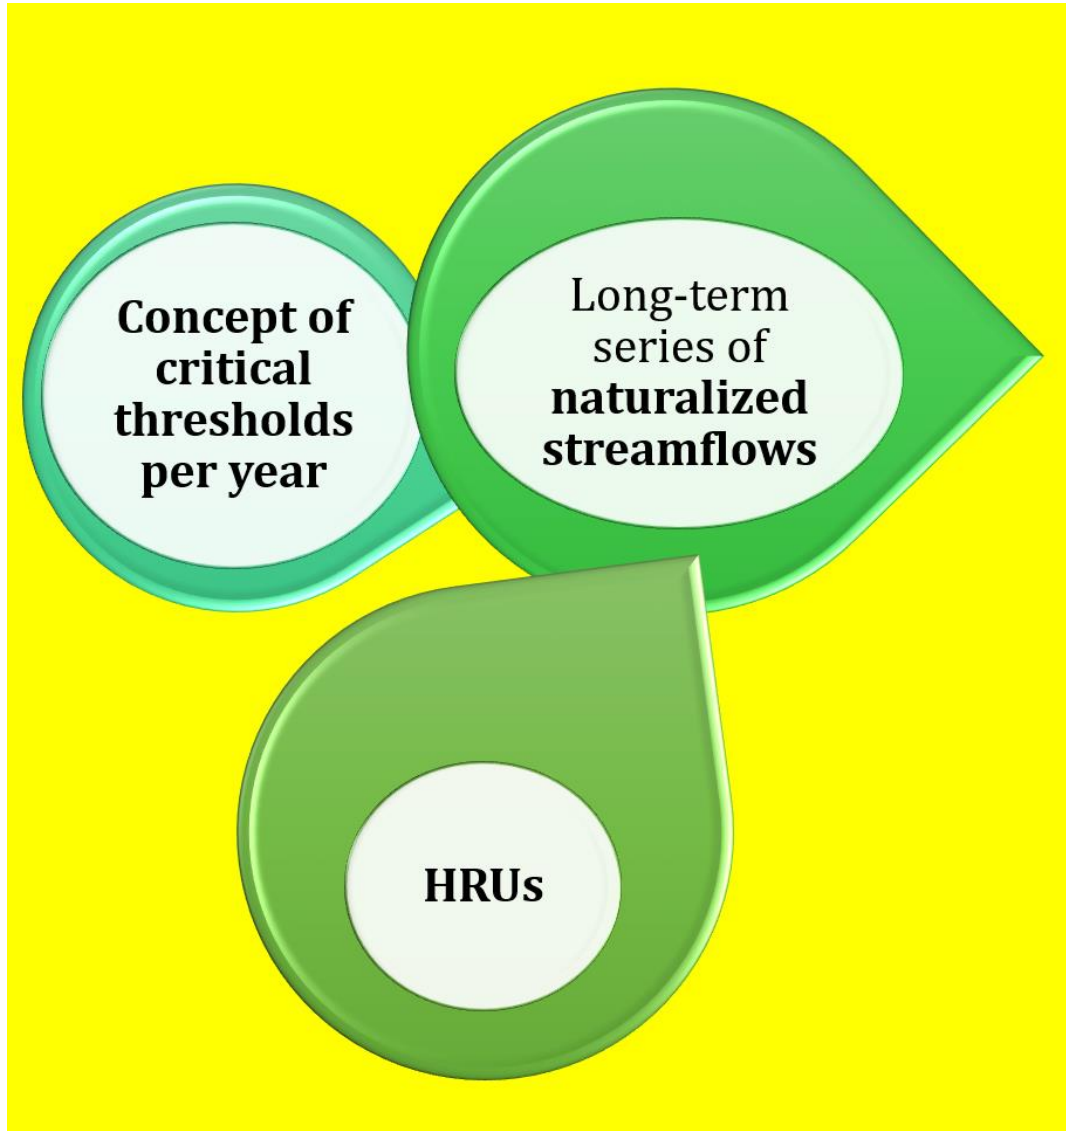 Concept of
critical
thresholds
per year
Long-term
series of
naturalized
streamflows
HRUs